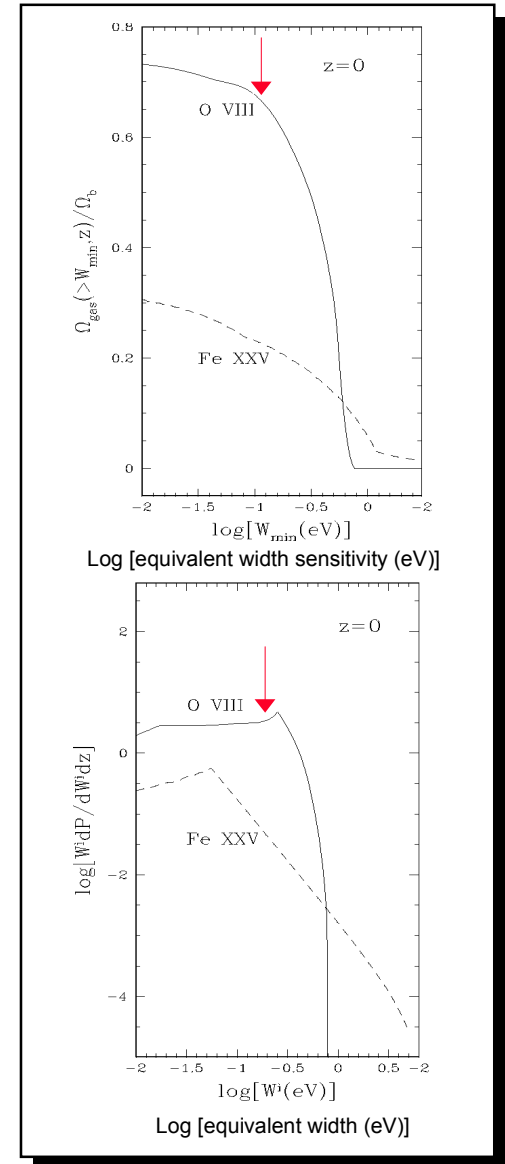 0.8
z=0
O VIII
0.6
0.4
0.2
0
Ω_gas(>W_min,z)/Ω_b
Fe XXV
-2 -1.5 -1 -0.5 0 -2
log[W_min(eV)]
Log [equivalent width sensitivity (eV)]
2
z=0
O VIII
0
-2
-4
log[WⁱdP/dWⁱdz]
Fe XXV
-2 -1.5 -1 -0.5 0 0.5 -2
log[Wⁱ(eV)]
Log [equivalent width (eV)]